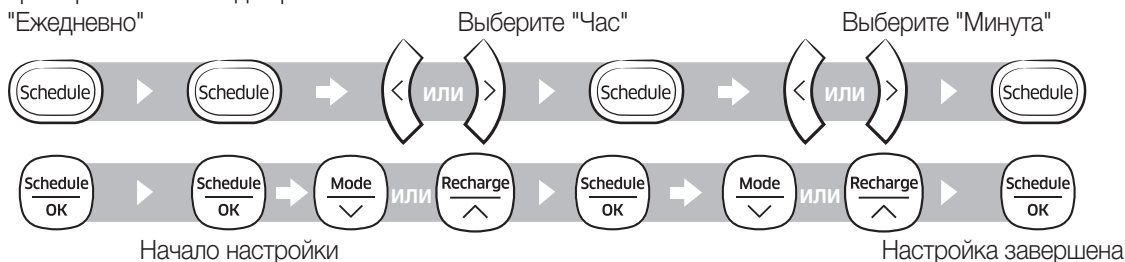 "Ежедневно" Выберите "Час" Выберите "Минута"
Schedule Schedule < или > Schedule < или > Schedule
Schedule OK Schedule OK Mode или Recharge Schedule OK Mode или Recharge Schedule OK
Начало настройки Настройка завершена